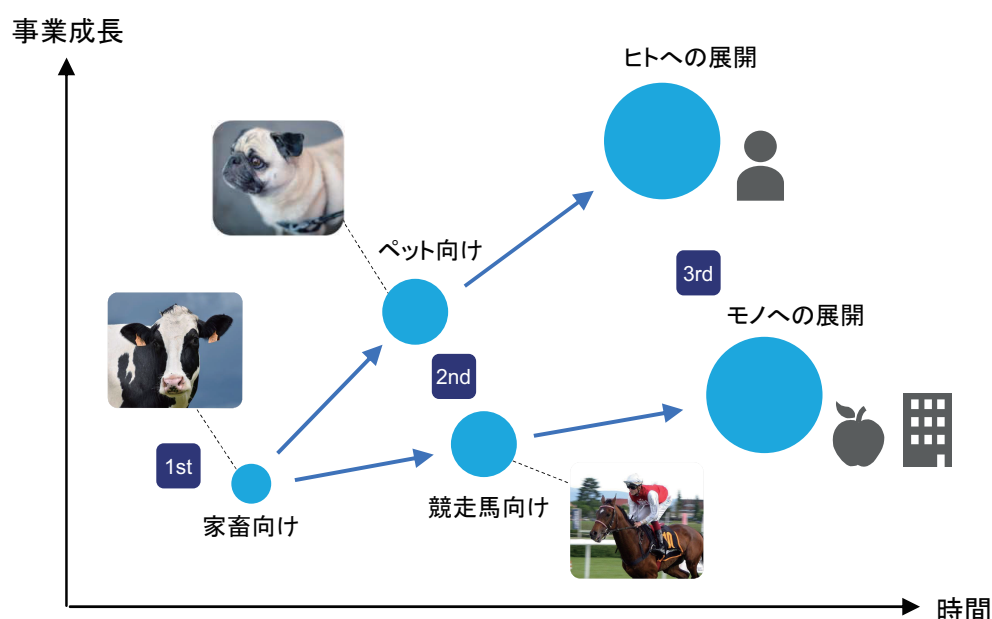 事業成長
ヒトへの展開
ペット向け
3rd
モノへの展開
2nd
1st
競走馬向け
家畜向け
時間